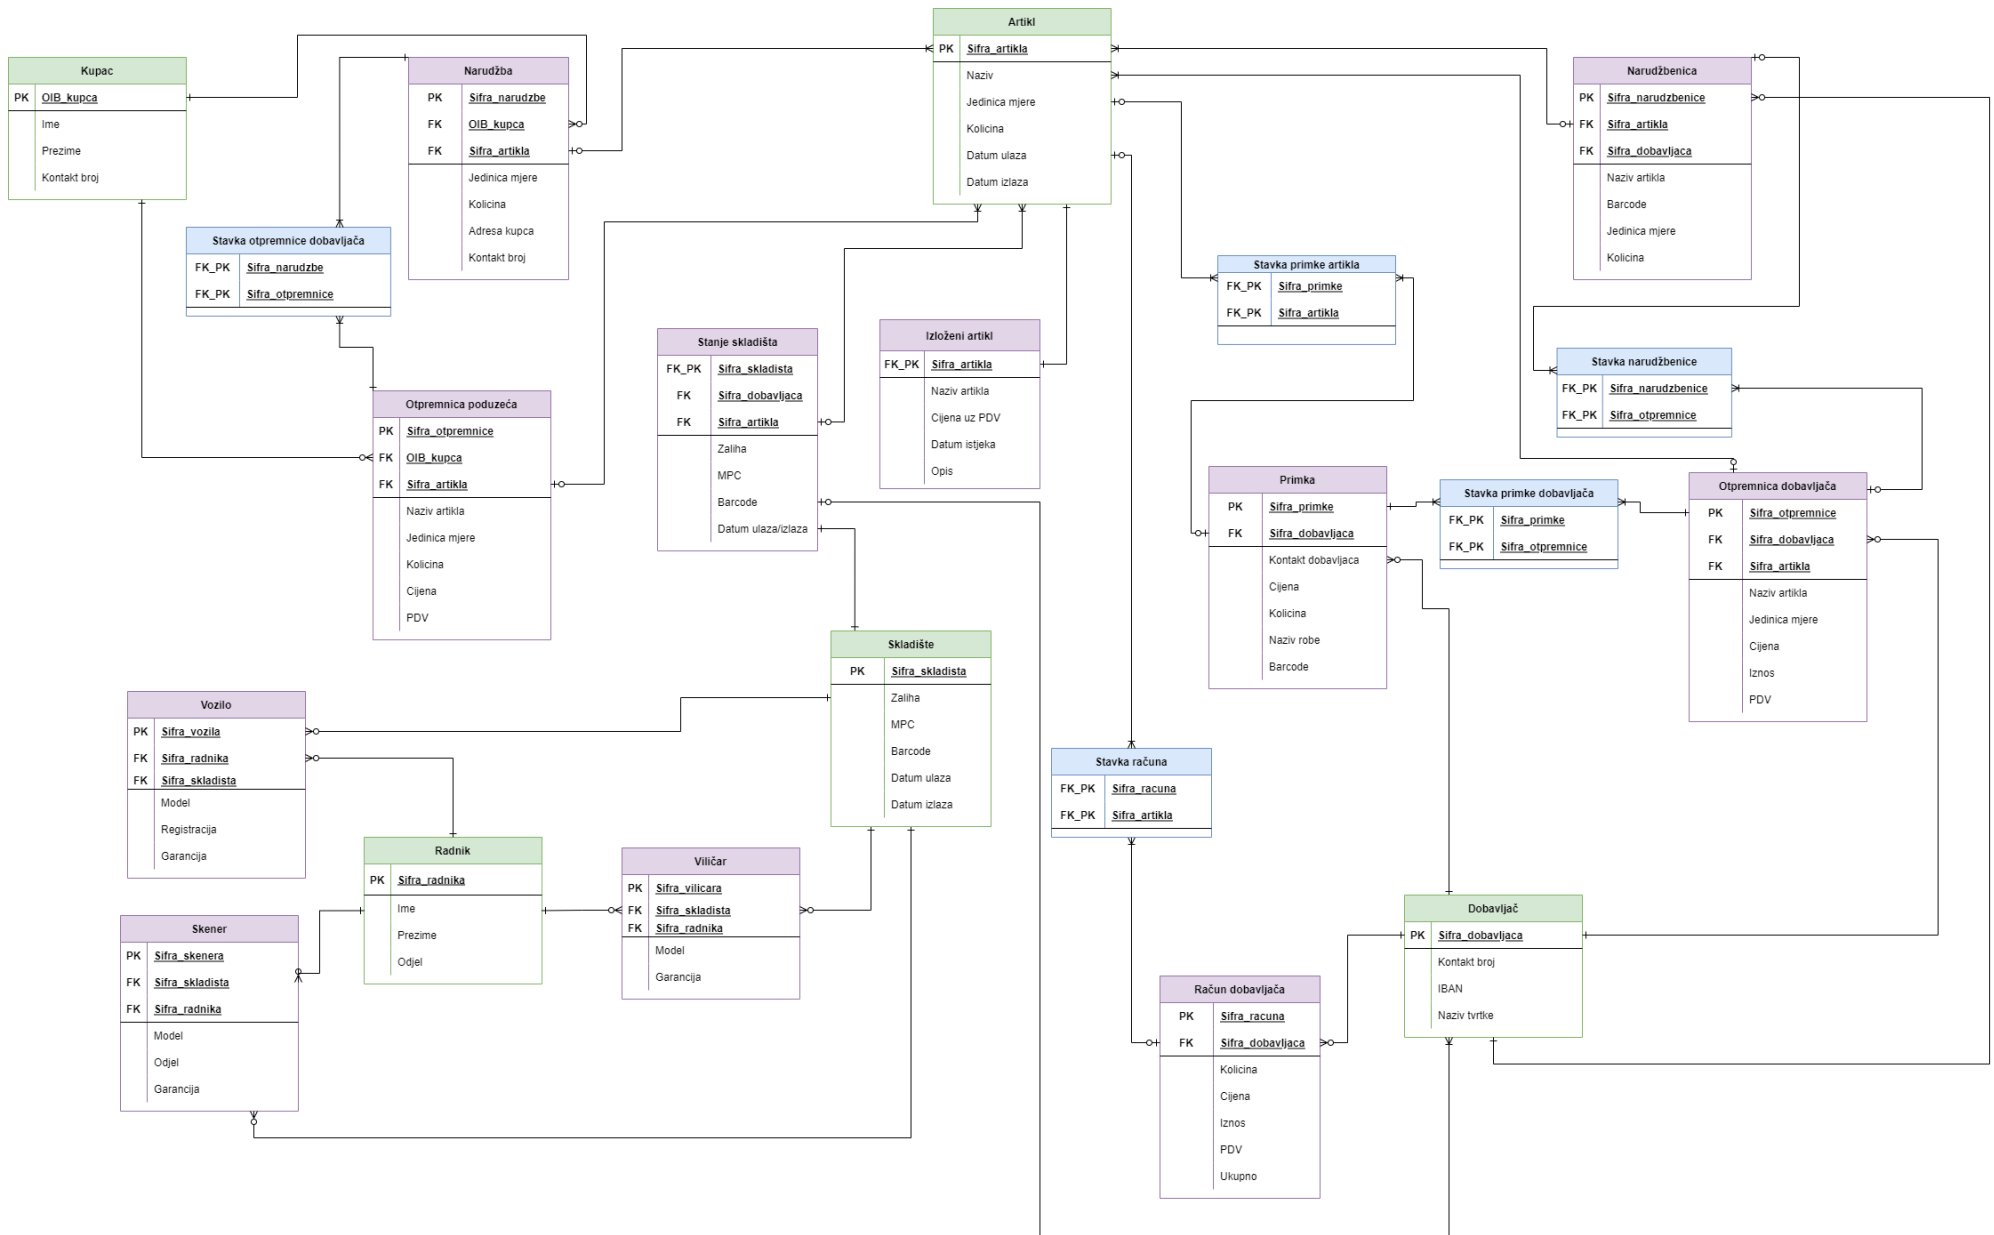 Artikl
PK Sifra_artikla
Naziv
Jedinica mjere
Kolicina
Datum ulaza
Datum izlaza
Kupac
PK OIB_kupca
Ime
Prezime
Kontakt broj
Narudžba
PK Sifra_narudzbe
FK OIB_kupca
FK Sifra_artikla
Jedinica mjere
Kolicina
Adresa kupca
Kontakt broj
Narudžbenica
PK Sifra_narudzbenice
FK Sifra_artikla
FK Sifra_dobavljaca
Naziv artikla
Barcode
Jedinica mjere
Kolicina
Stavka otpremnice dobavljača
FK_PK Sifra_narudzbe
FK_PK Sifra_otpremnice
Stavka primke artikla
FK_PK Sifra_primke
FK_PK Sifra_artikla
Stanje skladišta
FK_PK Sifra_skladista
FK Sifra_dobavljaca
FK Sifra_artikla
Zaliha
MPC
Barcode
Datum ulaza/izlaza
Izloženi artikl
FK_PK Sifra_artikla
Naziv artikla
Cijena uz PDV
Datum istjeka
Opis
Stavka narudžbenice
FK_PK Sifra_narudzbenice
FK_PK Sifra_otpremnice
Otpremnica poduzeća
PK Sifra_otpremnice
FK OIB_kupca
FK Sifra_artikla
Naziv artikla
Jedinica mjere
Kolicina
Cijena
PDV
Primka
PK Sifra_primke
FK Sifra_dobavljaca
Kontakt dobavljaca
Cijena
Kolicina
Naziv robe
Barcode
Stavka primke dobavljača
FK_PK Sifra_primke
FK_PK Sifra_otpremnice
Otpremnica dobavljača
PK Sifra_otpremnice
FK Sifra_dobavljaca
FK Sifra_artikla
Naziv artikla
Jedinica mjere
Cijena
Iznos
PDV
Skladište
PK Sifra_skladista
Zaliha
MPC
Barcode
Datum ulaza
Datum izlaza
Vozilo
PK Sifra_vozila
FK Sifra_radnika
FK Sifra_skladista
Model
Registracija
Garancija
Stavka računa
FK_PK Sifra_racuna
FK_PK Sifra_artikla
Radnik
PK Sifra_radnika
Ime
Prezime
Odjel
Viličar
PK Sifra_vilicara
FK Sifra_skladista
FK Sifra_radnika
Model
Garancija
Skener
PK Sifra_skenera
FK Sifra_skladista
FK Sifra_radnika
Model
Odjel
Garancija
Dobavljač
PK Sifra_dobavljaca
Kontakt broj
IBAN
Naziv tvrtke
Račun dobavljača
PK Sifra_racuna
FK Sifra_dobavljaca
Kolicina
Cijena
Iznos
PDV
Ukupno